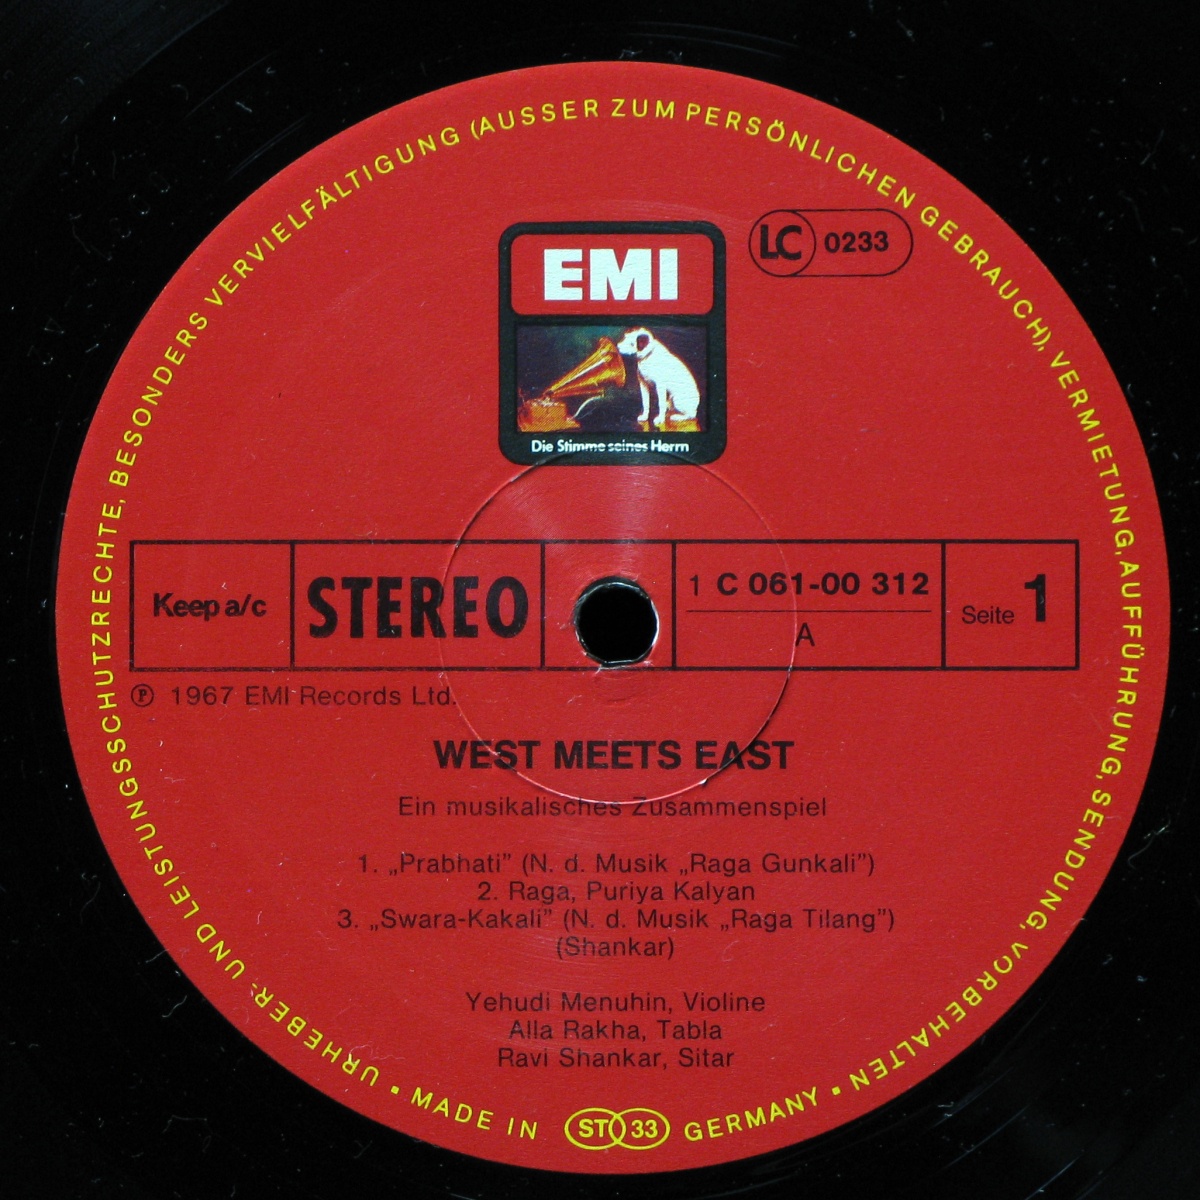 URHEBER- UND LEISTUNGSSCHUTZRECHTE, BESONDERS VERVIELFÄLTIGUNG (AUSSER ZUM PERSÖNLICHEN GEBRAUCH), VERMIETUNG, AUFFÜHRUNG, SENDUNG, VORBEHALTEN
EMI
LC 0233
Die Stimme seines Herrn
Keep a/c STEREO 1 C 061-00 312 Seite 1
A
℗ 1967 EMI Records Ltd.
WEST MEETS EAST
Ein musikalisches Zusammenspiel
1. „Prabhati” (N. d. Musik „Raga Gunkali”)
2. Raga, Puriya Kalyan
3. „Swara-Kakali” (N. d. Musik „Raga Tilang”)
(Shankar)
Yehudi Menuhin, Violine
Alla Rakha, Tabla
Ravi Shankar, Sitar
▪ MADE IN ST 33 GERMANY ▪